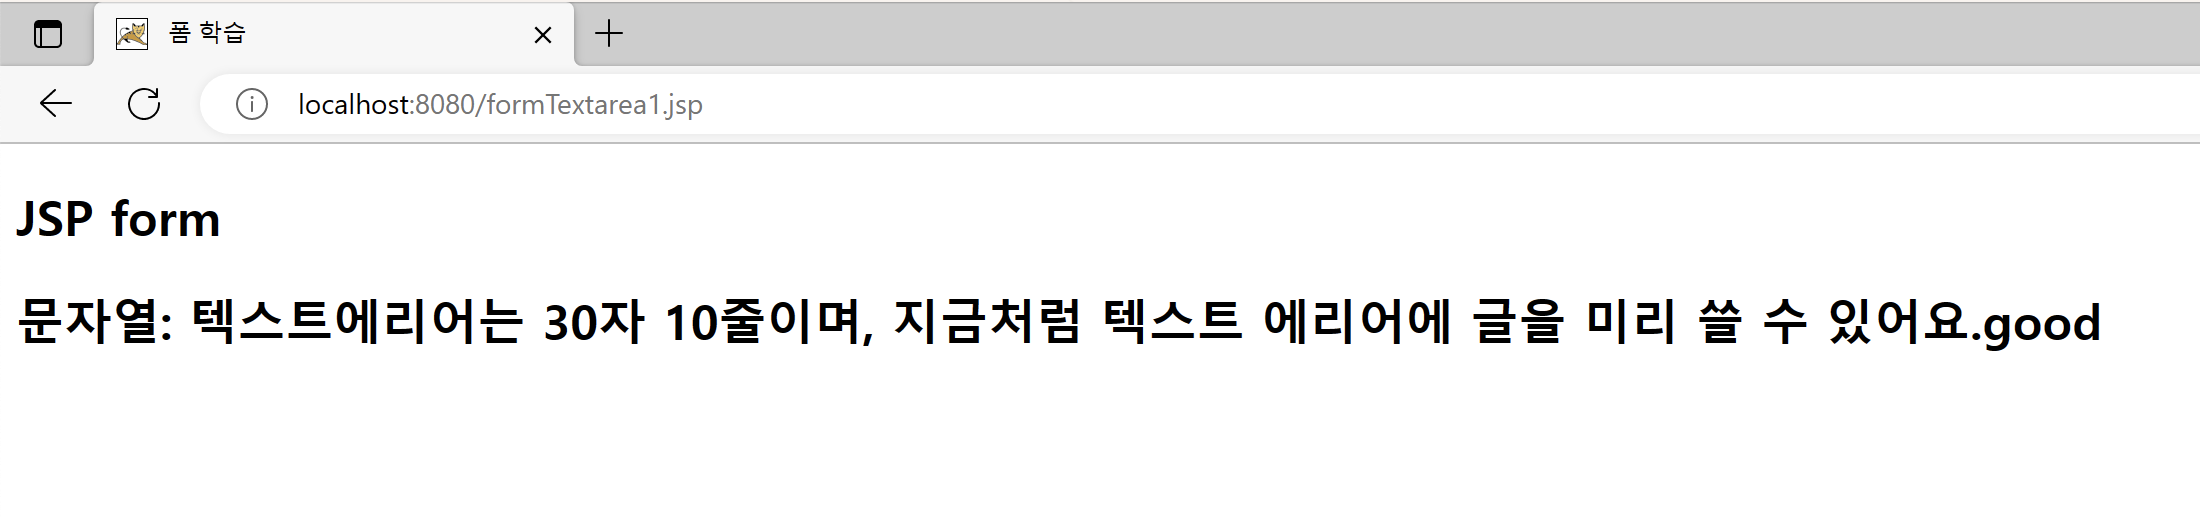 폼 학습
localhost:8080/formTextarea1.jsp
JSP form
문자열: 텍스트에리어는 30자 10줄이며, 지금처럼 텍스트 에리어에 글을 미리 쓸 수 있어요.good